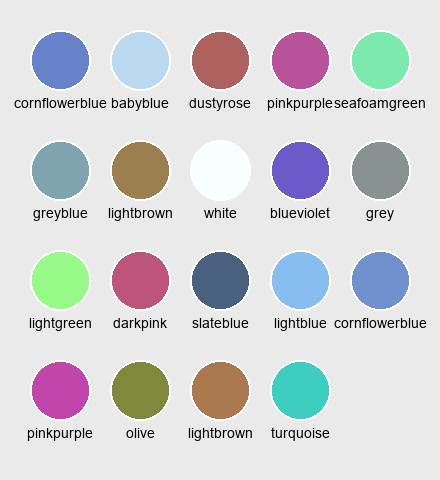 cornflowerblue babyblue dustyrose pinkpurple seafoamgreen
greyblue lightbrown white blueviolet grey
lightgreen darkpink slateblue lightblue cornflowerblue
pinkpurple olive lightbrown turquoise